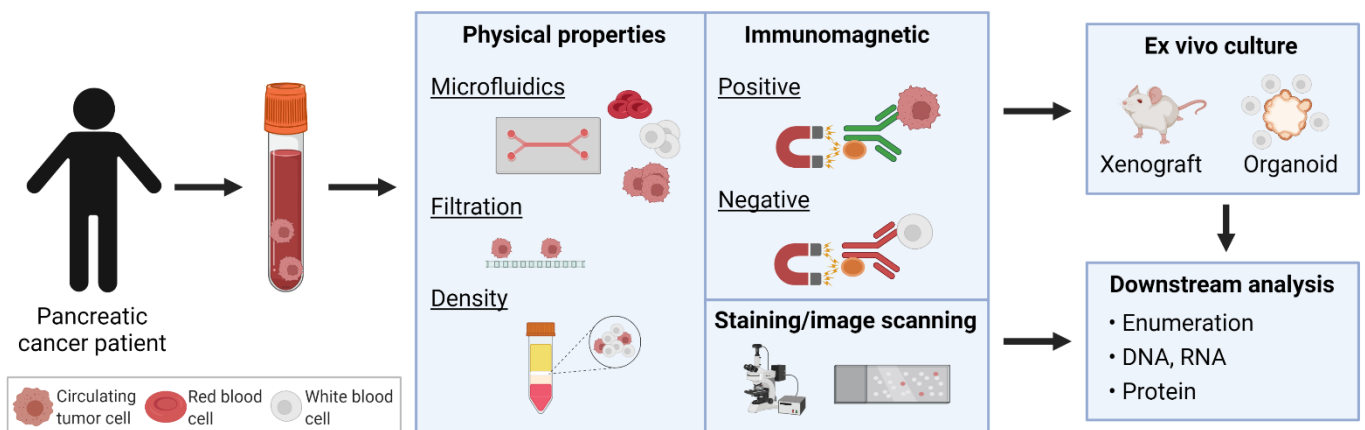 Pancreatic
cancer patient
Circulating
tumor cell
Red blood
cell
White blood
cell
Physical properties
Microfluidics
Filtration
Density
Immunomagnetic
Positive
Negative
Staining/image scanning
Ex vivo culture
Xenograft
Organoid
Downstream analysis
• Enumeration
• DNA, RNA
• Protein